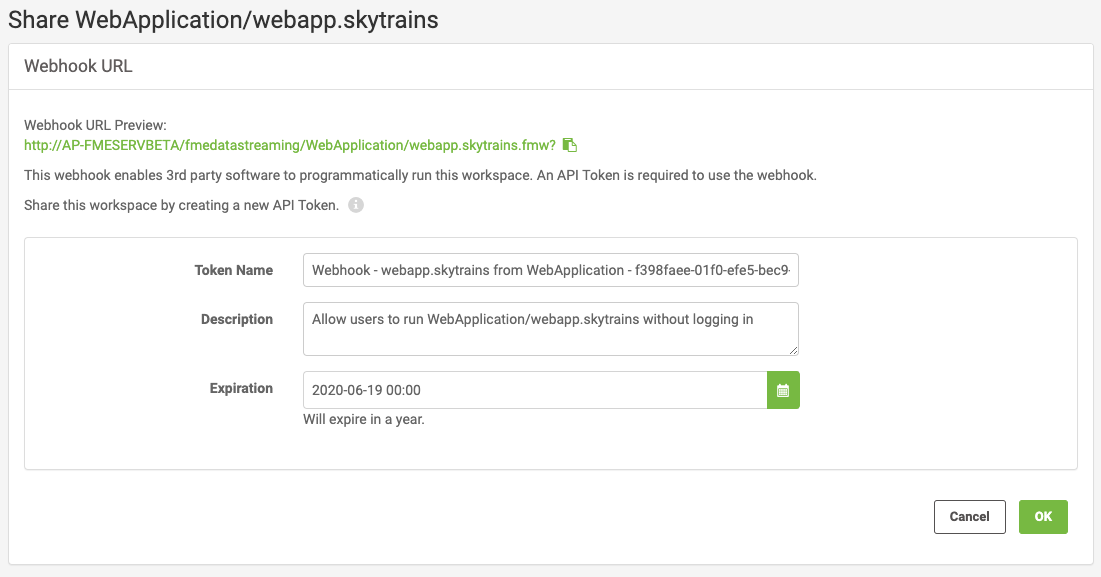 Share WebApplication/webapp.skytrains
Webhook URL
Webhook URL Preview:
http://AP-FMESERVBETA/fmedatastreaming/WebApplication/webapp.skytrains.fmw?
This webhook enables 3rd party software to programmatically run this workspace. An API Token is required to use the webhook.
Share this workspace by creating a new API Token.
Token Name
Webhook - webapp.skytrains from WebApplication - f398faee-01f0-efe5-bec9-
Description
Allow users to run WebApplication/webapp.skytrains without logging in
Expiration
2020-06-19 00:00
Will expire in a year.
Cancel
OK